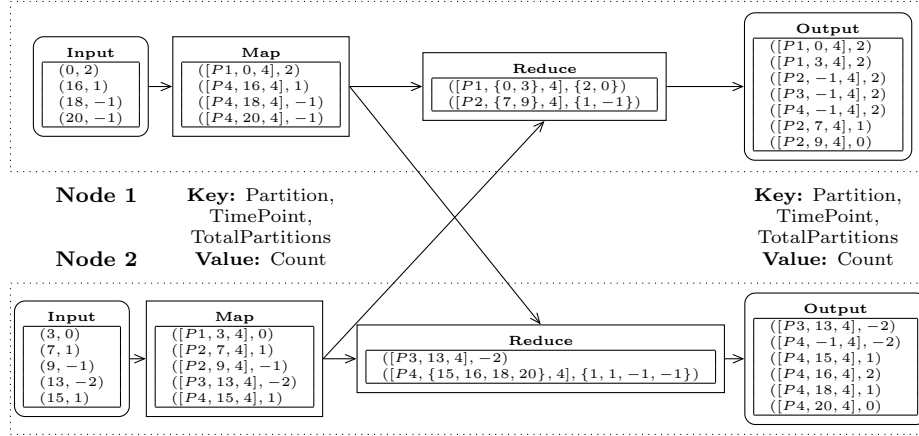 Input
(0, 2)
(16, 1)
(18, −1)
(20, −1)
Map
([P1, 0, 4], 2)
([P4, 16, 4], 1)
([P4, 18, 4], −1)
([P4, 20, 4], −1)
Reduce
([P1, {0, 3}, 4], {2, 0})
([P2, {7, 9}, 4], {1, −1})
Output
([P1, 0, 4], 2)
([P1, 3, 4], 2)
([P2, −1, 4], 2)
([P3, −1, 4], 2)
([P4, −1, 4], 2)
([P2, 7, 4], 1)
([P2, 9, 4], 0)
Node 1
Node 2
Key: Partition,
TimePoint,
TotalPartitions
Value: Count
Key: Partition,
TimePoint,
TotalPartitions
Value: Count
Input
(3, 0)
(7, 1)
(9, −1)
(13, −2)
(15, 1)
Map
([P1, 3, 4], 0)
([P2, 7, 4], 1)
([P2, 9, 4], −1)
([P3, 13, 4], −2)
([P4, 15, 4], 1)
Reduce
([P3, 13, 4], −2)
([P4, {15, 16, 18, 20}, 4], {1, 1, −1, −1})
Output
([P3, 13, 4], −2)
([P4, −1, 4], −2)
([P4, 15, 4], 1)
([P4, 16, 4], 2)
([P4, 18, 4], 1)
([P4, 20, 4], 0)